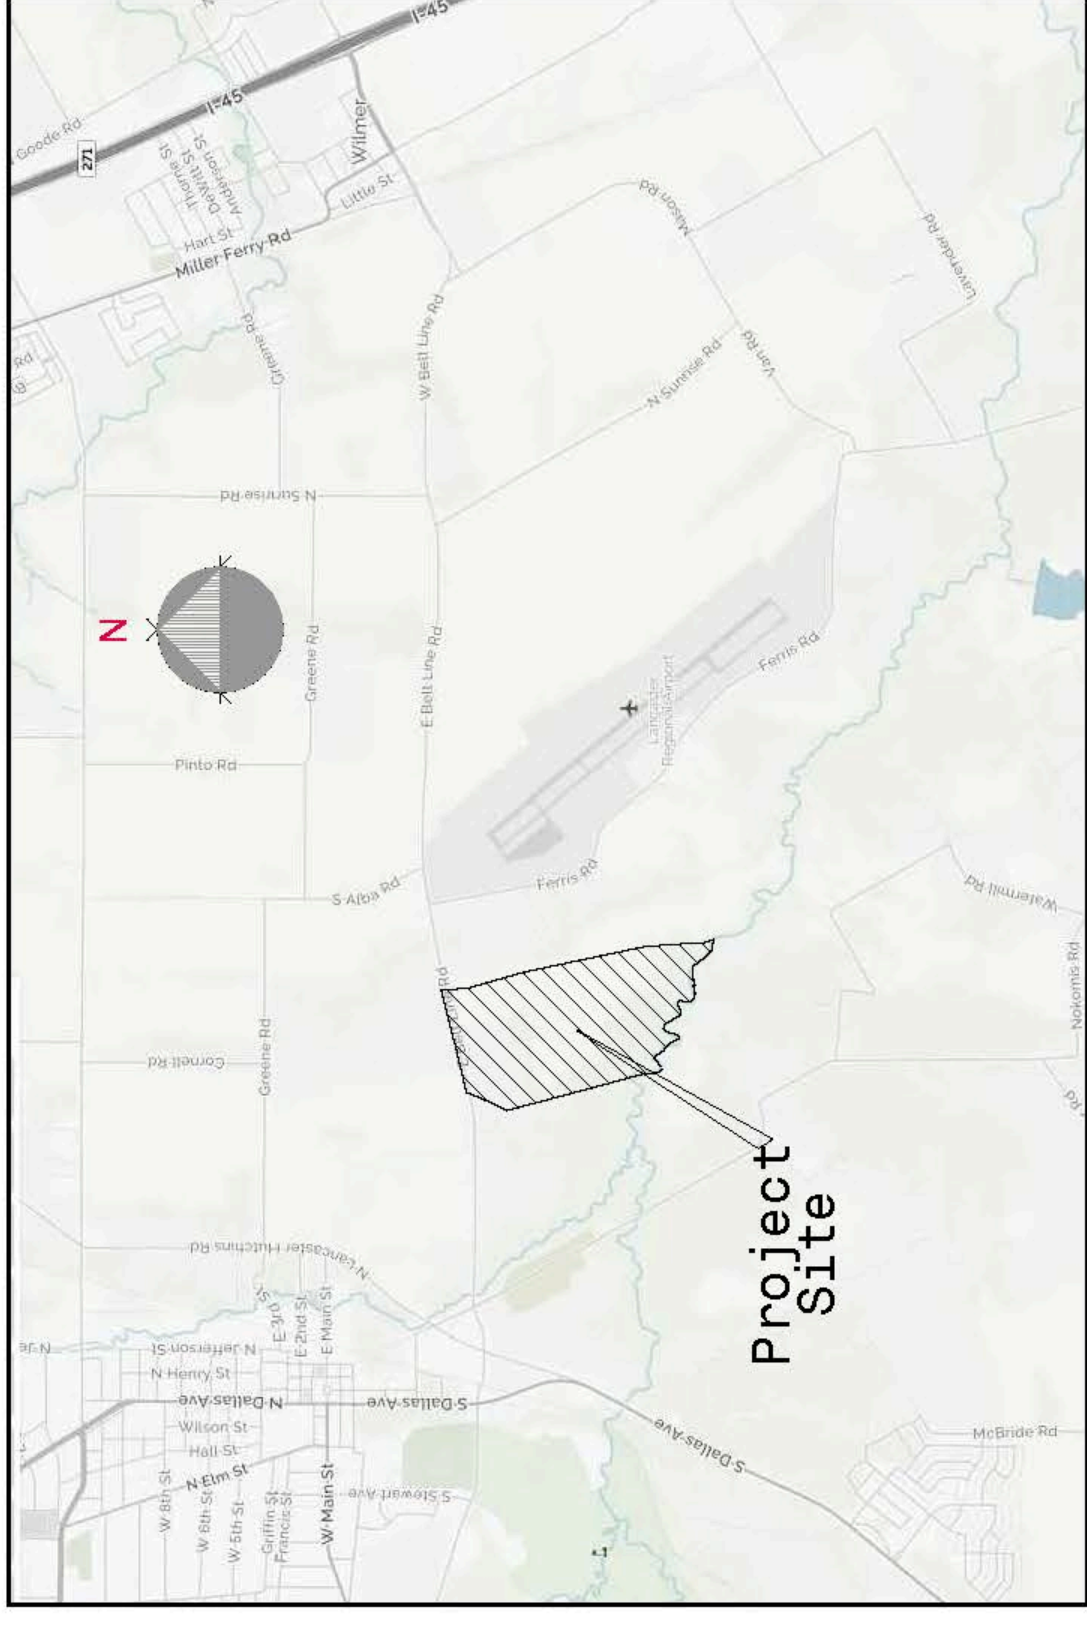 I-45
I-45
Goode Rd
271
Thorne St
DeWitt St
Anderson St
Hart St
Miller Ferry Rd
Wilmer
Little St
Rd
Greene Rd
W Belt Line Rd
Mason Rd
Lavender Rd
N Sunrise Rd
Van Rd
N Sunrise Rd
N
Greene Rd
E Belt Line Rd
Lancaster
Regional Airport
Ferris Rd
Pinto Rd
S Alba Rd
Ferris Rd
Watermill Rd
Nokomis Rd
Cornell Rd
Greene Rd
Rd
Project
Site
N Lancaster Hutchins Rd
E 3rd St
E 2nd St
E Main St
N Jefferson St
N Henry St
N Dallas Ave
S Dallas Ave
S Dallas Ave
Wilson St
Hall St
N Elm St
W 8th St
W 6th St
W 5th St
Griffin St
Francis St
W Main St
S Stewart Ave
McBride Rd